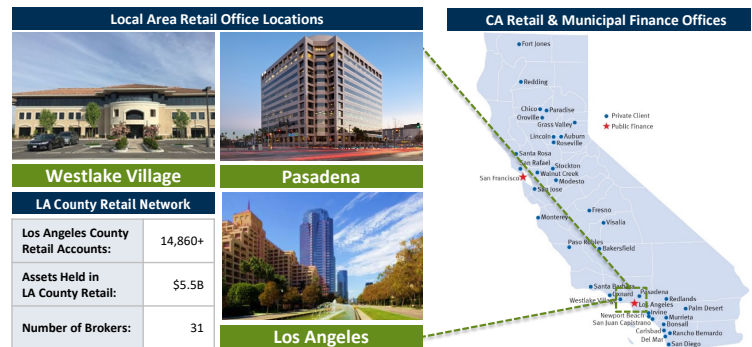 Local Area Retail Office Locations
Westlake Village
Pasadena
LA County Retail Network
Los Angeles County
Retail Accounts:
14,860+
Assets Held in
LA County Retail:
$5.5B
Number of Brokers:
31
Los Angeles
CA Retail & Municipal Finance Offices
Fort Jones
Redding
Chico
Paradise
Oroville
Grass Valley
Private Client
Public Finance
Lincoln
Auburn
Roseville
Santa Rosa
San Rafael
Stockton
Walnut Creek
San Francisco
Modesto
San Jose
Monterey
Fresno
Visalia
Paso Robles
Bakersfield
Santa Barbara
Oxnard
Pasadena
Westlake Village
Los Angeles
Redlands
Palm Desert
Newport Beach
Irvine
San Juan Capistrano
Murrieta
Bonsall
Carlsbad
Rancho Bernardo
Del Mar
San Diego